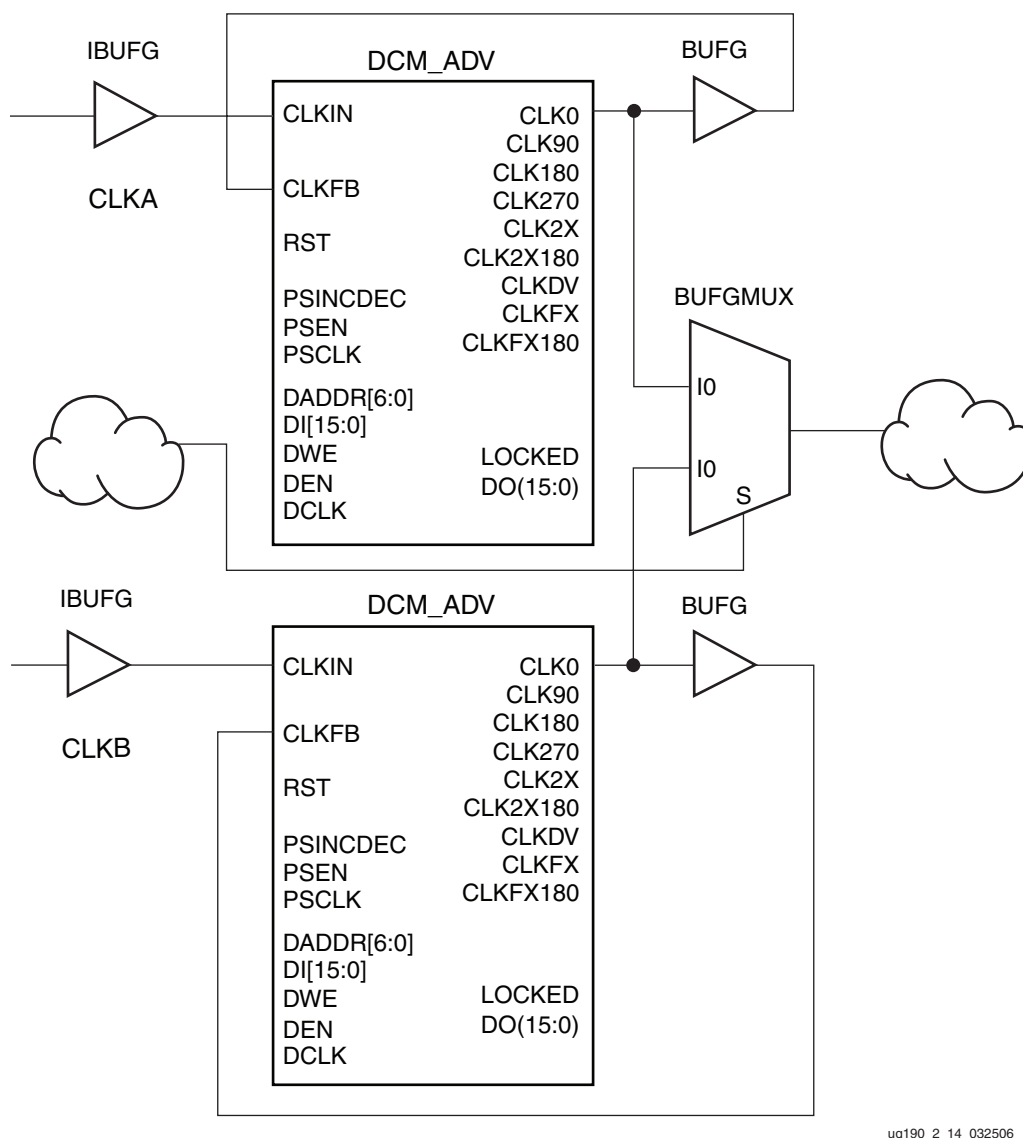 IBUFG
DCM_ADV
BUFG
CLKIN
CLKFB
RST
PSINCDEC
PSEN
PSCLK
DADDR[6:0]
DI[15:0]
DWE
DEN
DCLK
CLK0
CLK90
CLK180
CLK270
CLK2X
CLK2X180
CLKDV
CLKFX
CLKFX180
LOCKED
DO(15:0)
CLKA
BUFGMUX
I0
I0
S
IBUFG
DCM_ADV
BUFG
CLKIN
CLKFB
RST
PSINCDEC
PSEN
PSCLK
DADDR[6:0]
DI[15:0]
DWE
DEN
DCLK
CLK0
CLK90
CLK180
CLK270
CLK2X
CLK2X180
CLKDV
CLKFX
CLKFX180
LOCKED
DO(15:0)
CLKB
ug190_2_14_032506